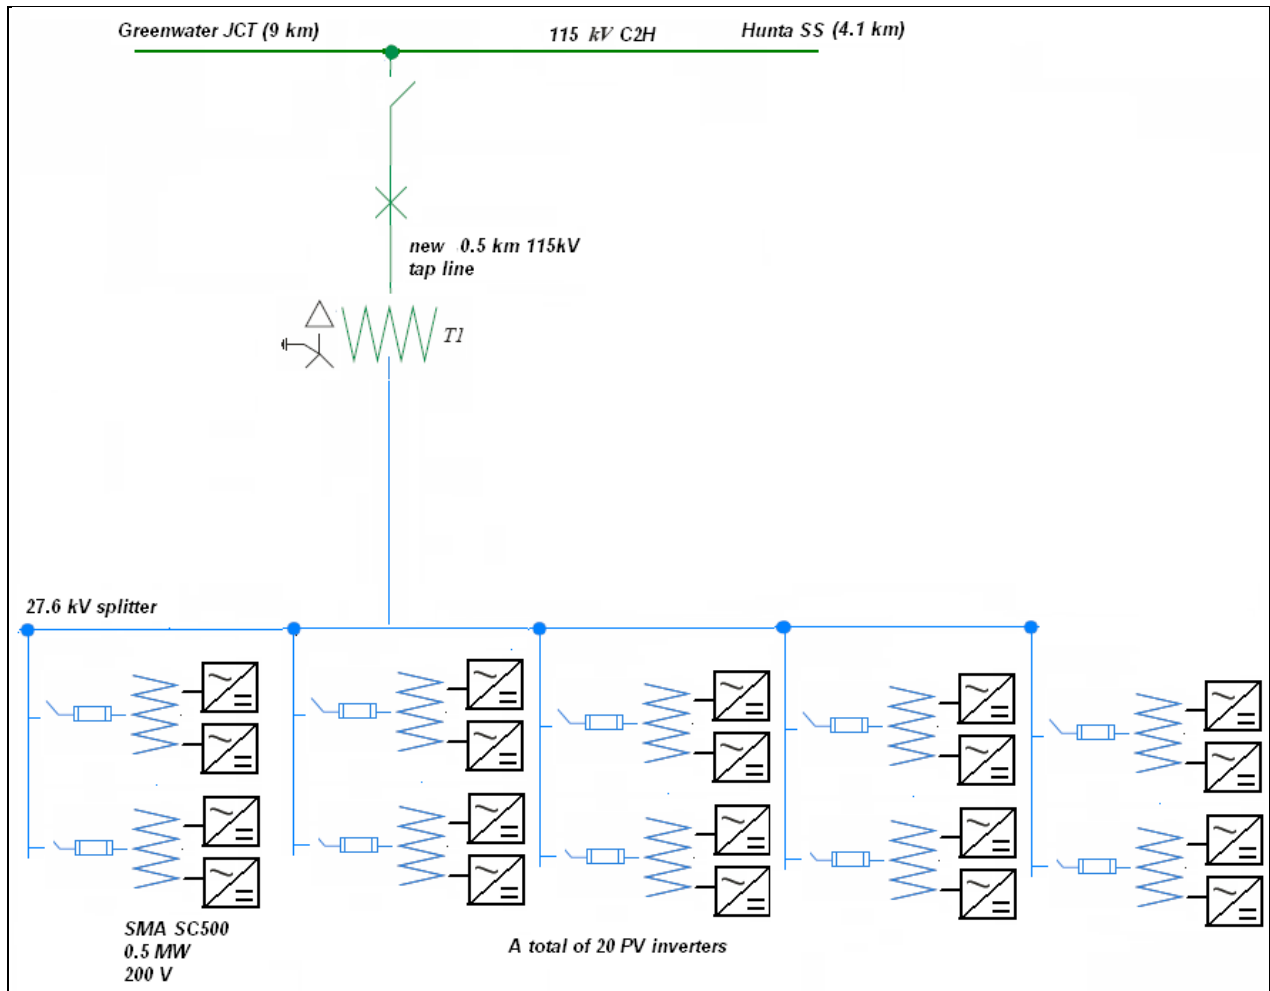 Greenwater JCT (9 km)
115 kV C2H
Hunta SS (4.1 km)
new 0.5 km 115kV
tap line
T1
27.6 kV splitter
SMA SC500
0.5 MW
200 V
A total of 20 PV inverters